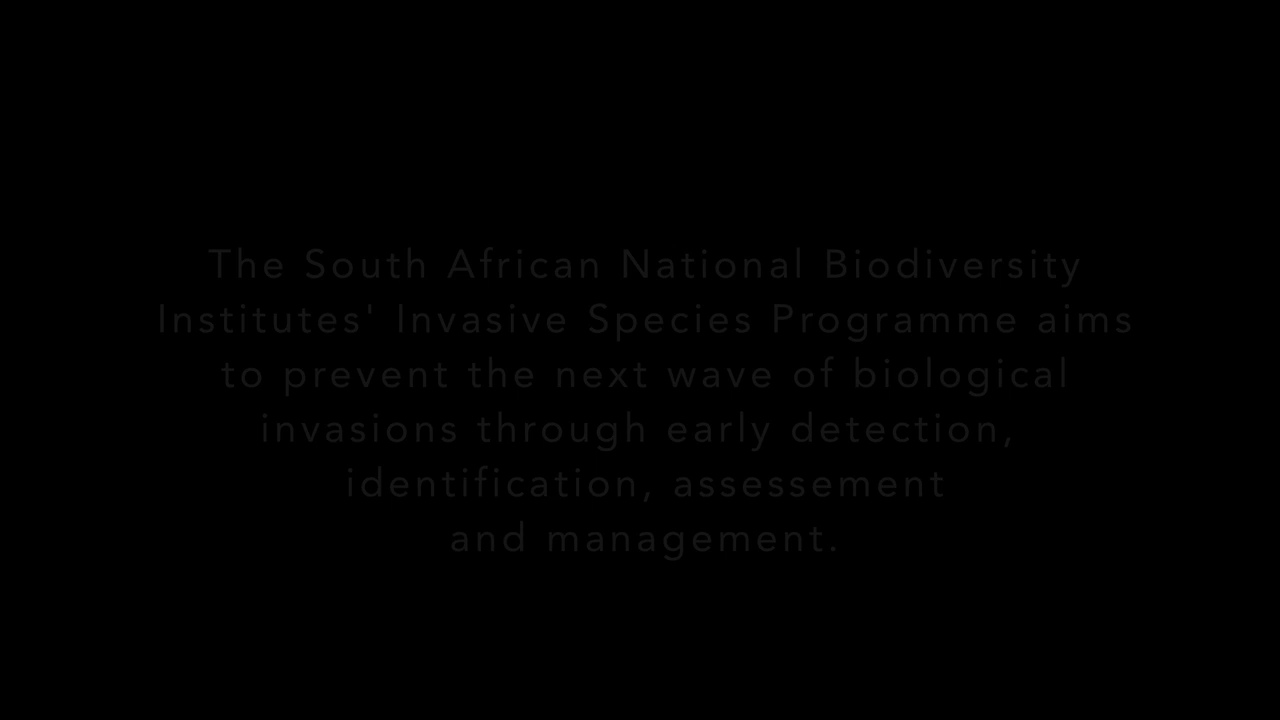 The South African National Biodiversity
Institutes' Invasive Species Programme aims
to prevent the next wave of biological
invasions through early detection,
identification, assessement
and management.